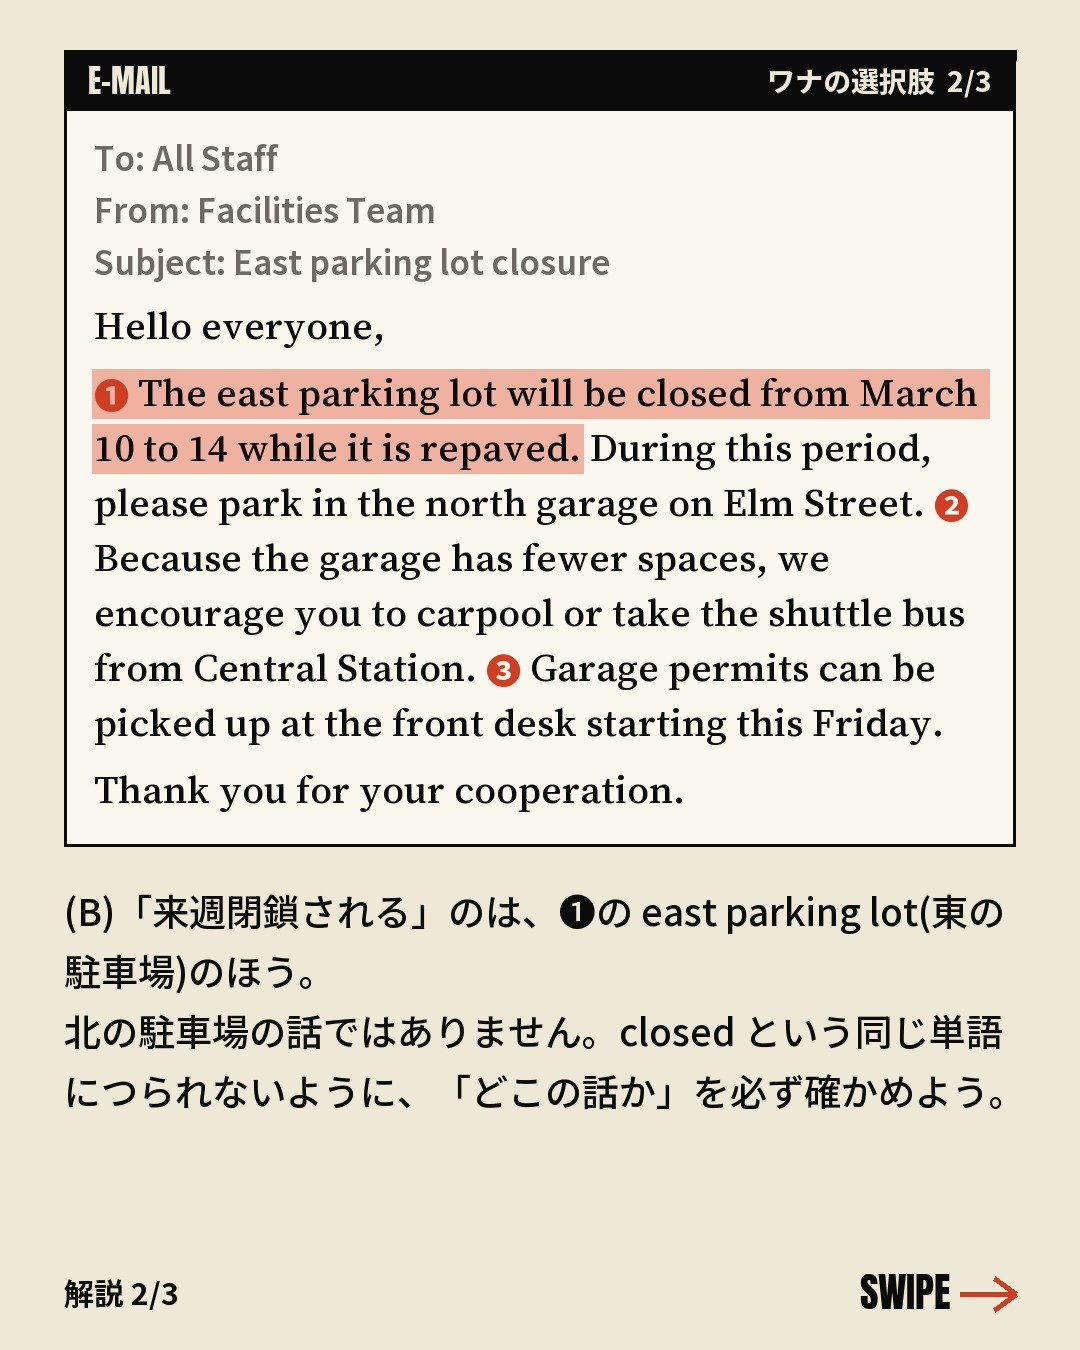 E-MAIL
ワナの選択肢 2/3
To: All Staff
From: Facilities Team
Subject: East parking lot closure
Hello everyone,
❶ The east parking lot will be closed from March
10 to 14 while it is repaved. During this period,
please park in the north garage on Elm Street. ❷
Because the garage has fewer spaces, we
encourage you to carpool or take the shuttle bus
from Central Station. ❸ Garage permits can be
picked up at the front desk starting this Friday.
Thank you for your cooperation.
(B)「来週閉鎖される」のは、❶の east parking lot(東の
駐車場)のほう。
北の駐車場の話ではありません。closed という同じ単語
につられないように、「どこの話か」を必ず確かめよう。
解説 2/3
SWIPE →